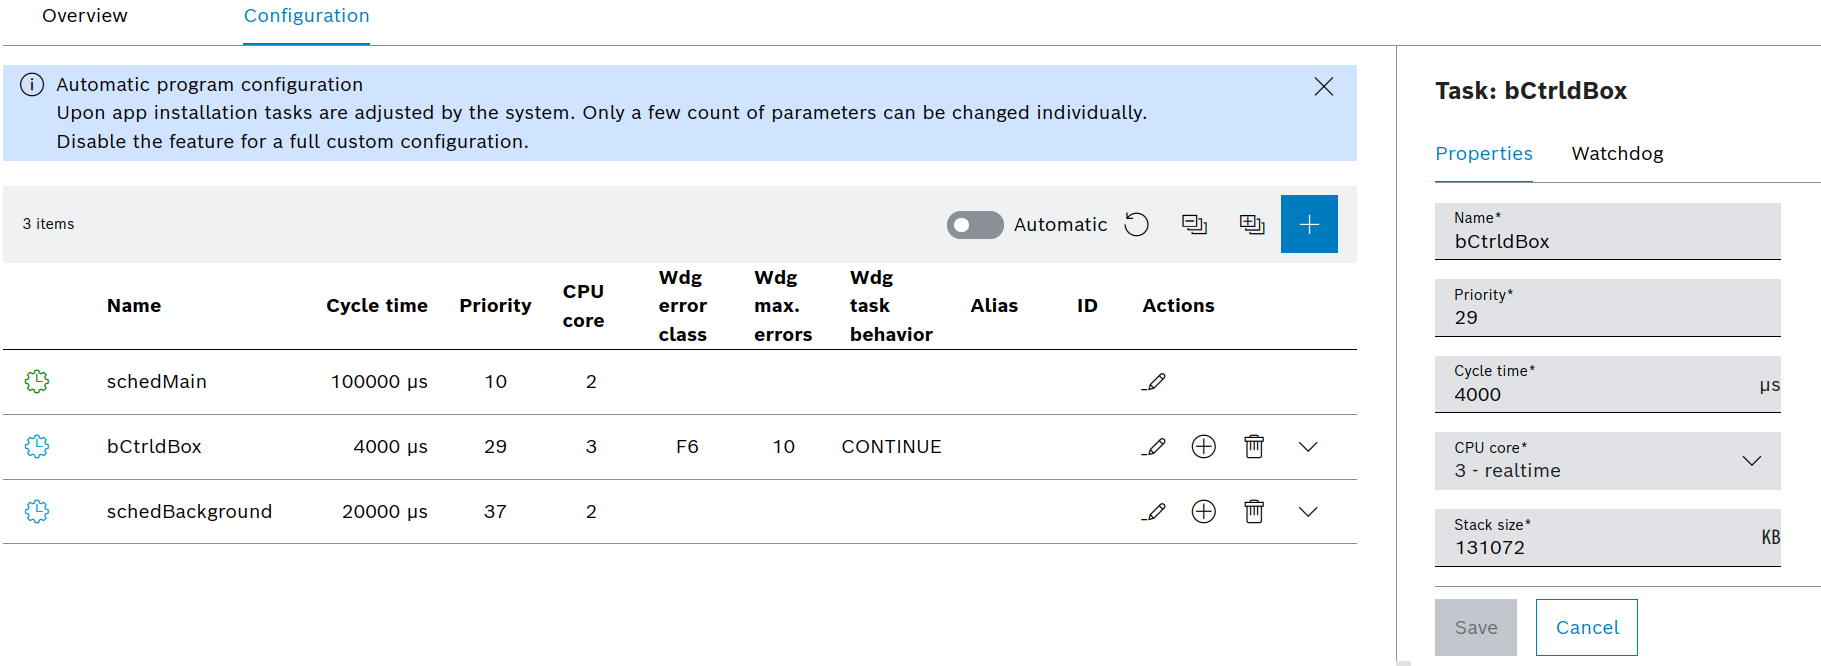 Overview Configuration
Automatic program configuration
Upon app installation tasks are adjusted by the system. Only a few count of parameters can be changed individually.
Disable the feature for a full custom configuration.
3 items Automatic
Name Cycle time Priority CPU core Wdg error class Wdg max. errors Wdg task behavior Alias ID Actions
schedMain 100000 µs 10 2
bCtrldBox 4000 µs 29 3 F6 10 CONTINUE
schedBackground 20000 µs 37 2
Task: bCtrldBox
Properties Watchdog
Name*
bCtrldBox
Priority*
29
Cycle time*
4000 µs
CPU core*
3 - realtime
Stack size*
131072 KB
Save Cancel